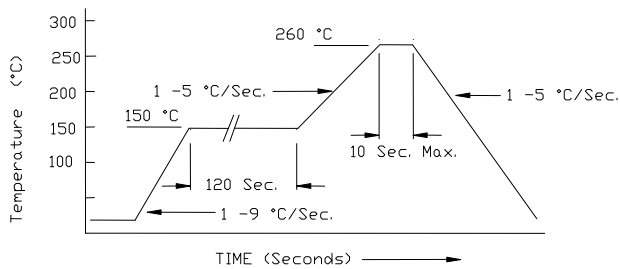 300
260 °C
250
Temperature (°C)
200
1 -5 °C/Sec.
1 -5 °C/Sec.
150 °C
150
10 Sec. Max.
100
120 Sec.
1 -9 °C/Sec.
TIME (Seconds)